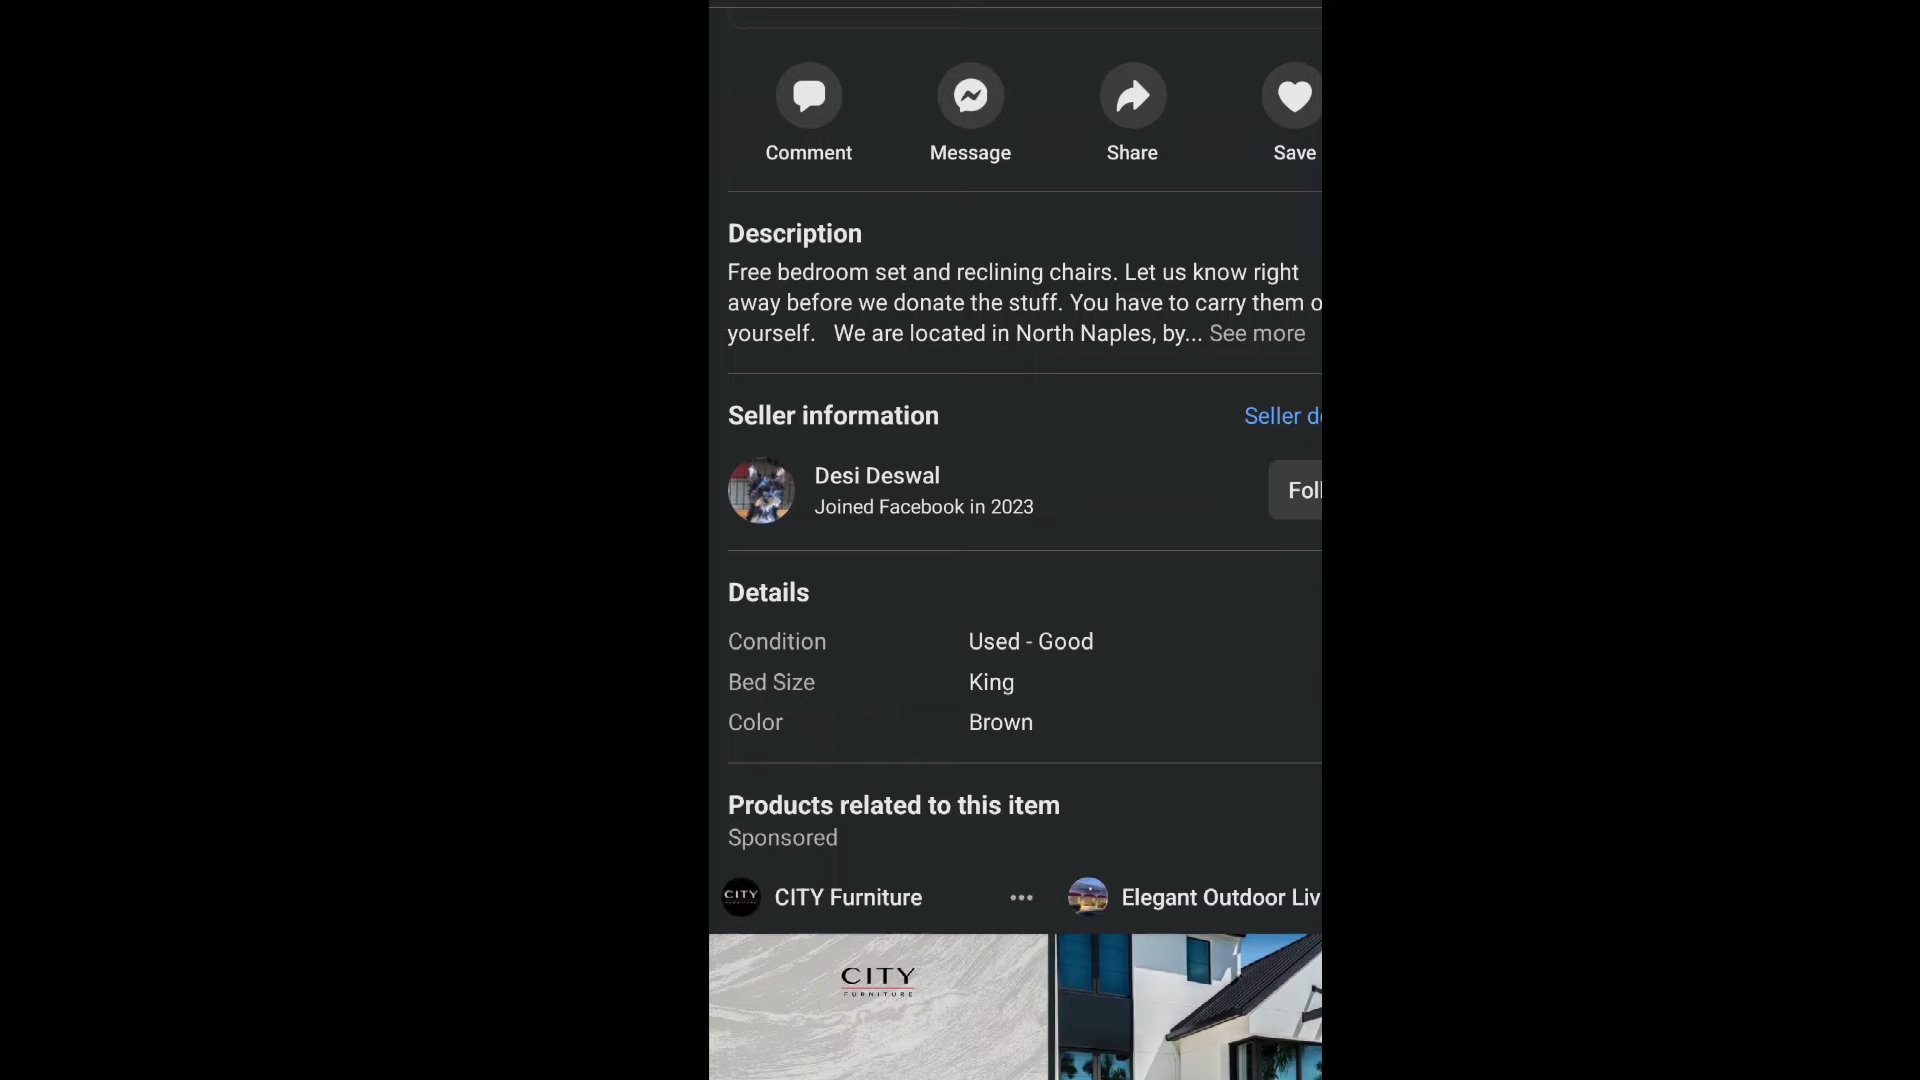 Comment Message Share Save
Description
Free bedroom set and reclining chairs. Let us know right
away before we donate the stuff. You have to carry them
yourself. We are located in North Naples, by... See more
Seller information Seller
Desi Deswal
Joined Facebook in 2023
Details
Condition Used - Good
Bed Size King
Color Brown
Products related to this item
Sponsored
CITY CITY Furniture Elegant Outdoor
CITY
FURNITURE